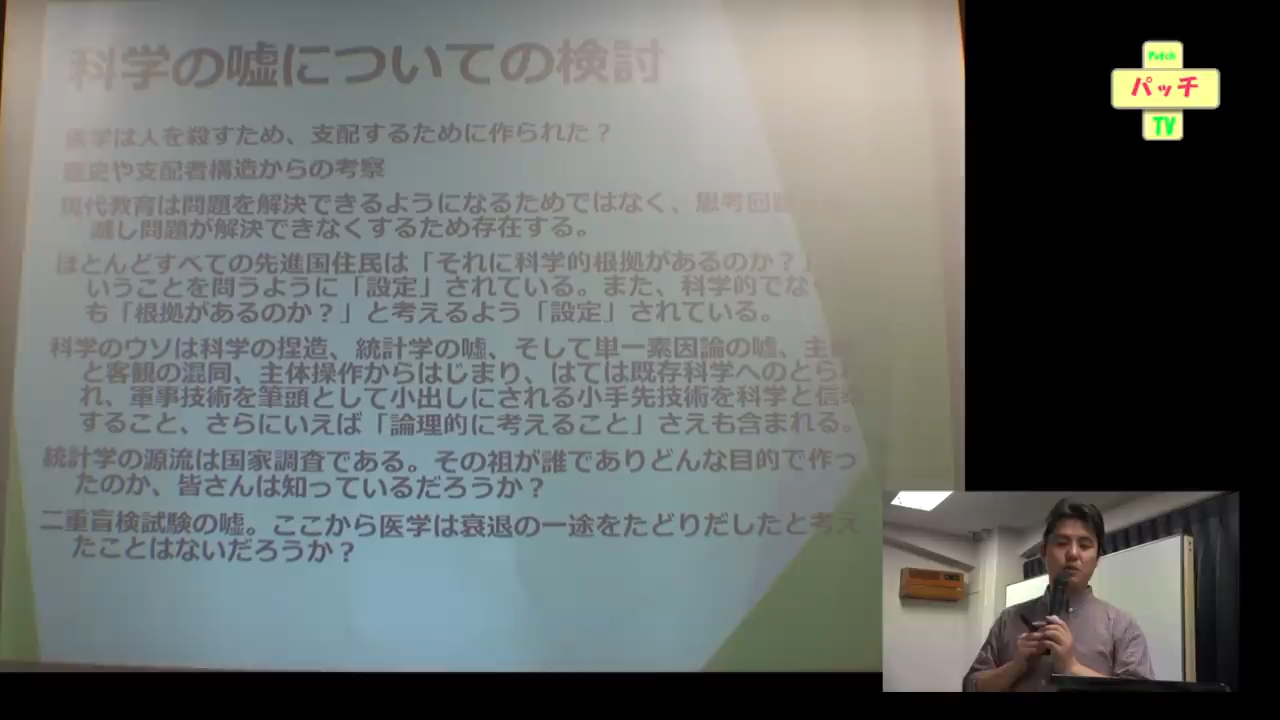 科学の嘘についての検討
医学は人を殺すため、支配するために作られた？
歴史や支配者構造からの考察
現代教育は問題を解決できるようになるためではなく、思考回路
減し問題が解決できなくするため存在する。
ほとんどすべての先進国住民は「それに科学的根拠があるのか？」
いうことを問うように「設定」されている。また、科学的でな
も「根拠があるのか？」と考えるよう「設定」されている。
科学のウソは科学の捏造、統計学の嘘、そして単一素因論の嘘、主
と客観の混同、主体操作からはじまり、はては既存科学へのとら
れ、軍事技術を筆頭として小出しにされる小手先技術を科学と信
すること、さらにいえば「論理的に考えること」さえも含まれる。
統計学の源流は国家調査である。その祖が誰でありどんな目的で作っ
たのか、皆さんは知っているだろうか？
二重盲検試験の嘘。ここから医学は衰退の一途をたどりだしたと考え
たことはないだろうか？
Patch
パッチ
TV